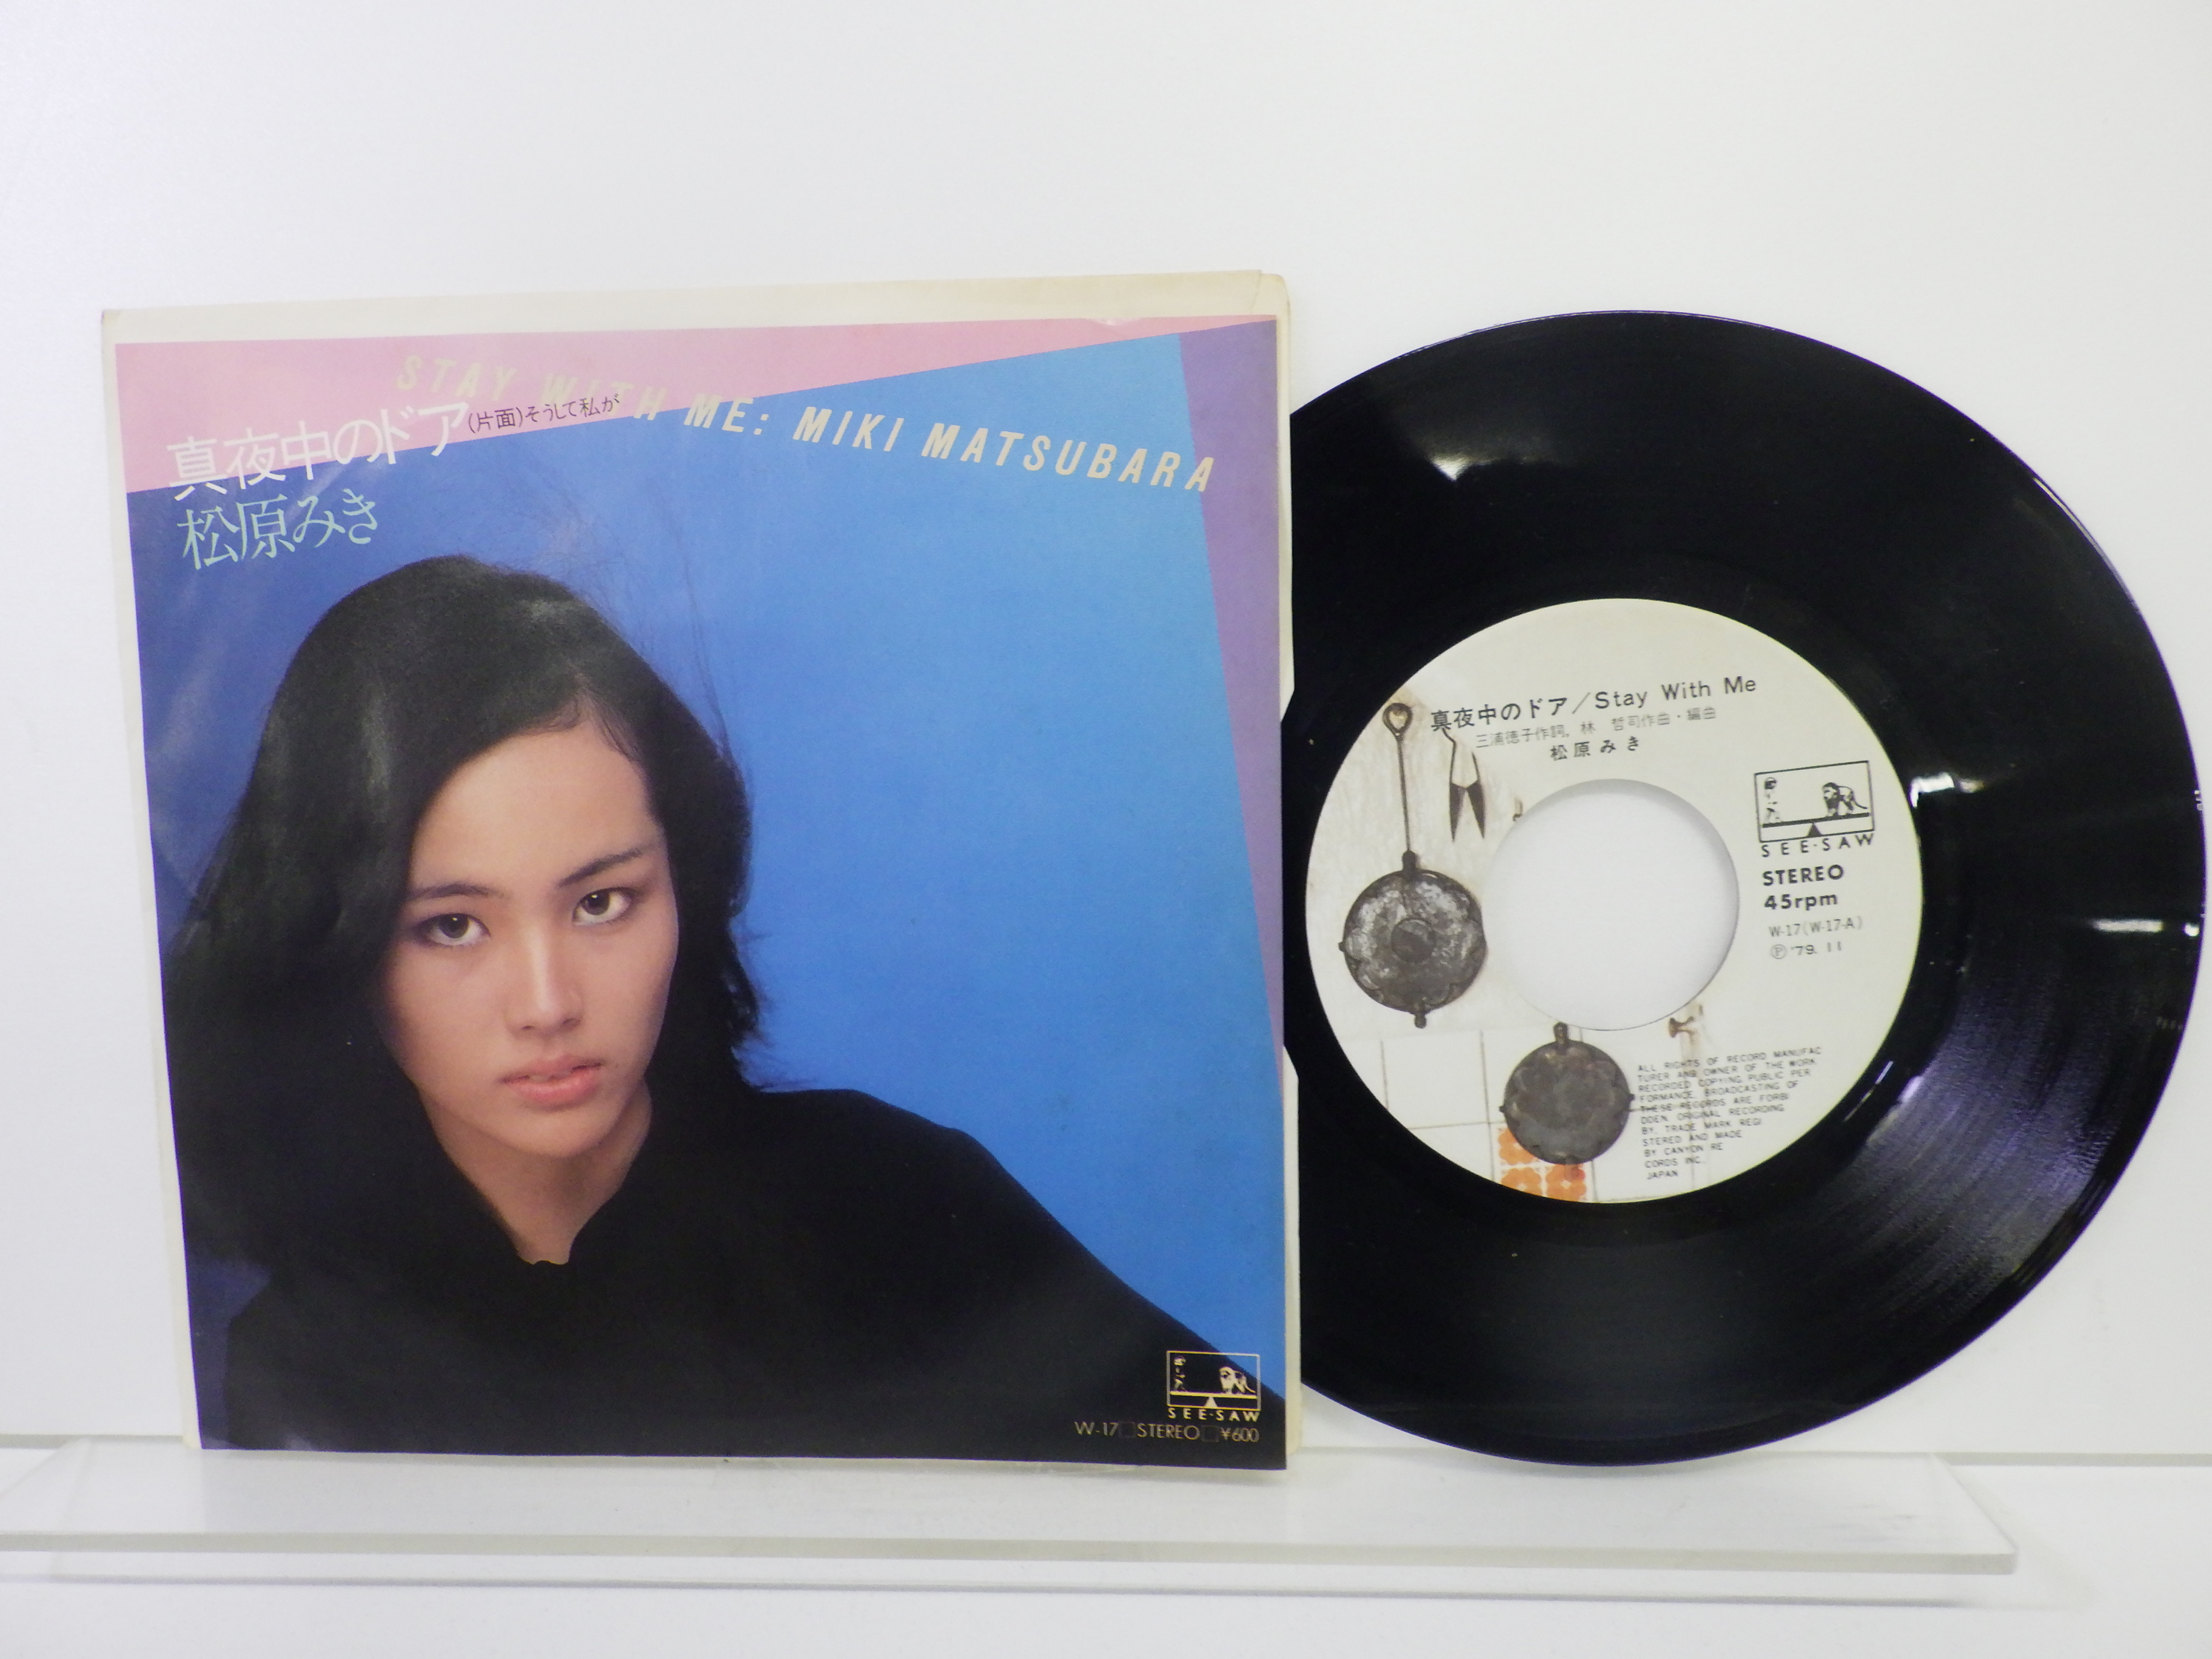 STAY WITH ME: MIKI MATSUBARA
真夜中のドア(片面)そうして私が
松原みき
SEE·SAW
W-17□STEREO□¥600
真夜中のドア/Stay With Me
三浦徳子作詞, 林 哲司作曲・編曲
松原みき
SEE·SAW
STEREO
45rpm
W-17(W-17-A)
Ⓟ '79. 11
ALL RIGHTS OF RECORD MANUFAC
TURER AND OWNER OF THE WORK
RECORDED COPYING PUBLIC PER
FORMANCE, BROADCASTING OF
THESE RECORDS ARE FORBI
DDEN, ORIGINAL RECORDING
BY, TRADE MARK REGI
STERED AND MADE
BY CANYON RE
CORDS INC.
JAPAN